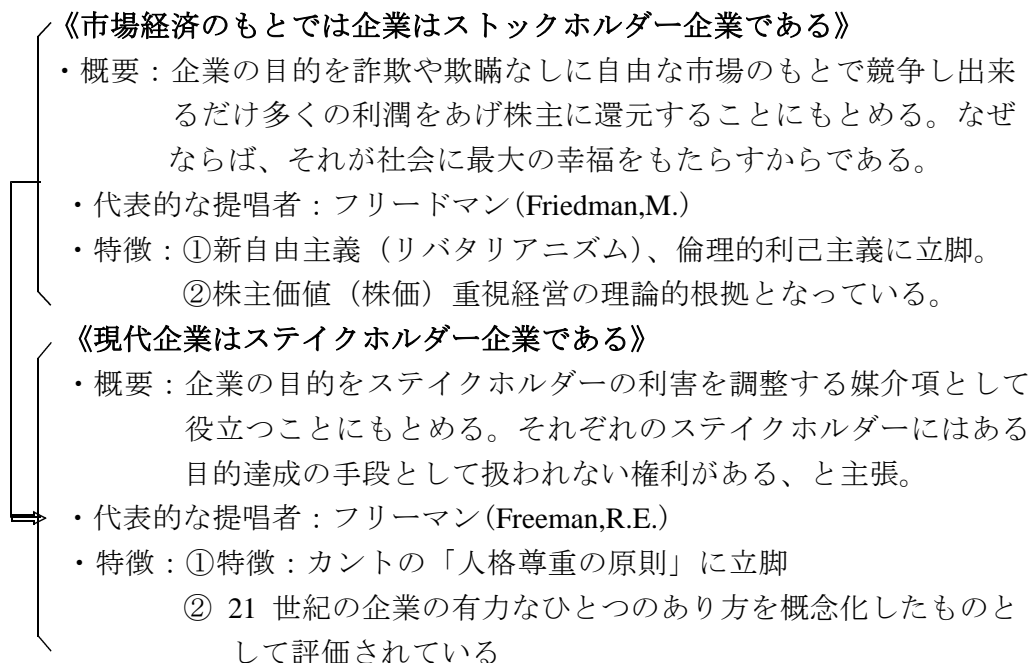 《市場経済のもとでは企業はストックホルダー企業である》
・概要：企業の目的を詐欺や欺瞞なしに自由な市場のもとで競争し出来
るだけ多くの利潤をあげ株主に還元することにもとめる。なぜ
ならば、それが社会に最大の幸福をもたらすからである。
・代表的な提唱者：フリードマン(Friedman,M.)
・特徴：①新自由主義（リバタリアニズム)、倫理的利己主義に立脚。
②株主価値（株価）重視経営の理論的根拠となっている。
《現代企業はステイクホルダー企業である》
・概要：企業の目的をステイクホルダーの利害を調整する媒介項として
役立つことにもとめる。それぞれのステイクホルダーにはある
目的達成の手段として扱われない権利がある、と主張。
・代表的な提唱者：フリーマン(Freeman,R.E.)
・特徴：①特徴：カントの「人格尊重の原則」に立脚
② 21 世紀の企業の有力なひとつのあり方を概念化したものと
して評価されている